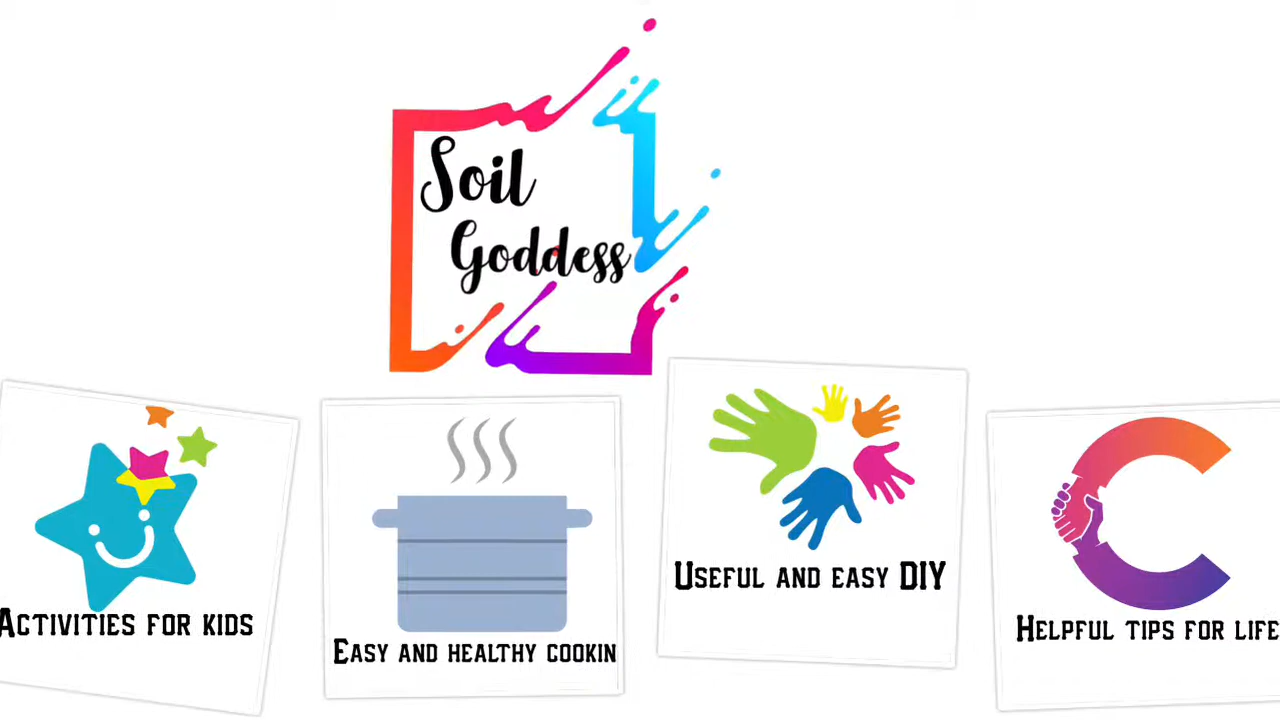 Soil
Goddess
Activities for kids
Easy and healthy cookin
Useful and easy DIY
Helpful tips for life